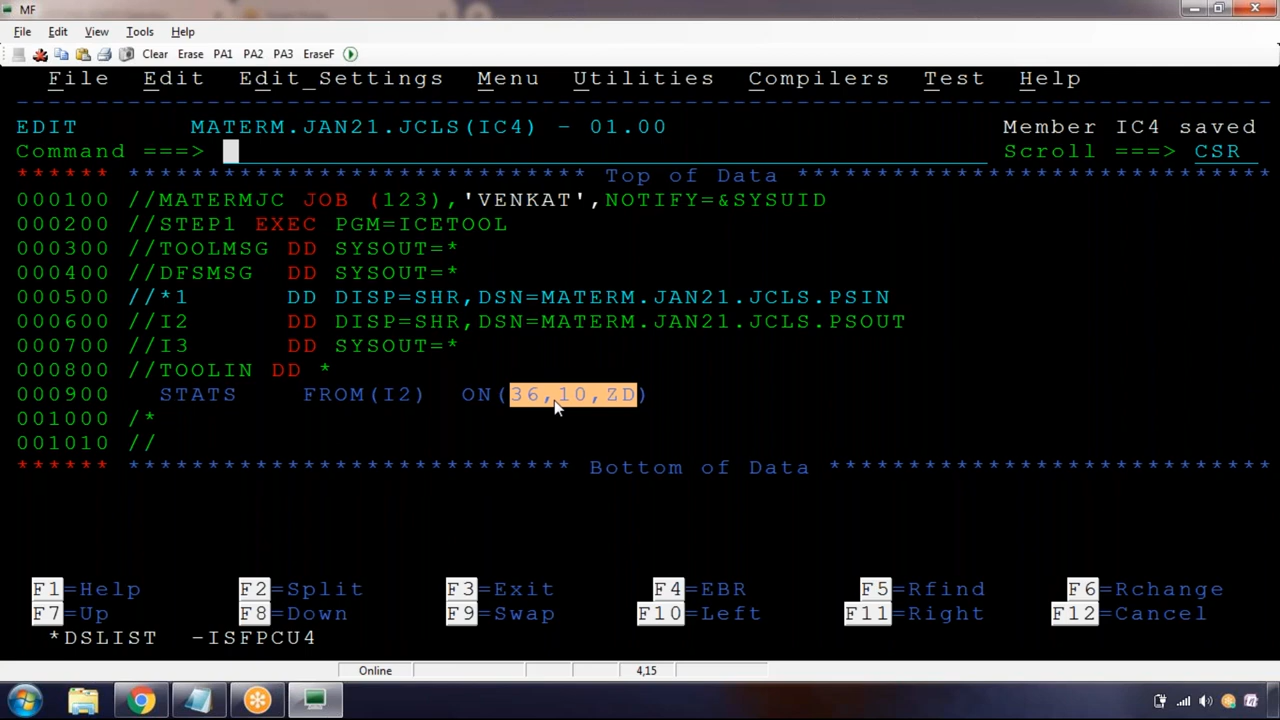 MF
File Edit View Tools Help
Clear Erase PA1 PA2 PA3 EraseF
File Edit Edit_Settings Menu Utilities Compilers Test Help
--------------------------------------------------------------------------------
EDIT MATERM.JAN21.JCLS(IC4) - 01.00 Member IC4 saved
Command ===> Scroll ===> CSR
****** ***************************** Top of Data ******************************
000100 //MATERMJC JOB (123),'VENKAT',NOTIFY=&SYSUID
000200 //STEP1 EXEC PGM=ICETOOL
000300 //TOOLMSG DD SYSOUT=*
000400 //DFSMSG DD SYSOUT=*
000500 //*1 DD DISP=SHR,DSN=MATERM.JAN21.JCLS.PSIN
000600 //I2 DD DISP=SHR,DSN=MATERM.JAN21.JCLS.PSOUT
000700 //I3 DD SYSOUT=*
000800 //TOOLIN DD *
000900 STATS FROM(I2) ON(36,10,ZD)
001000 /*
001010 //
****** **************************** Bottom of Data ****************************
F1=Help F2=Split F3=Exit F4=EBR F5=Rfind F6=Rchange
F7=Up F8=Down F9=Swap F10=Left F11=Right F12=Cancel
*DSLIST -ISFPCU4
Online 4,15